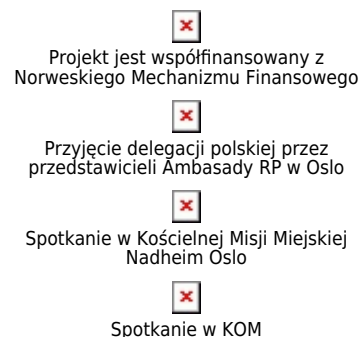 Projekt jest współfinansowany z
Norweskiego Mechanizmu Finansowego
Przyjęcie delegacji polskiej przez
przedstawicieli Ambasady RP w Oslo
Spotkanie w Kościelnej Misji Miejskiej
Nadheim Oslo
Spotkanie w KOM